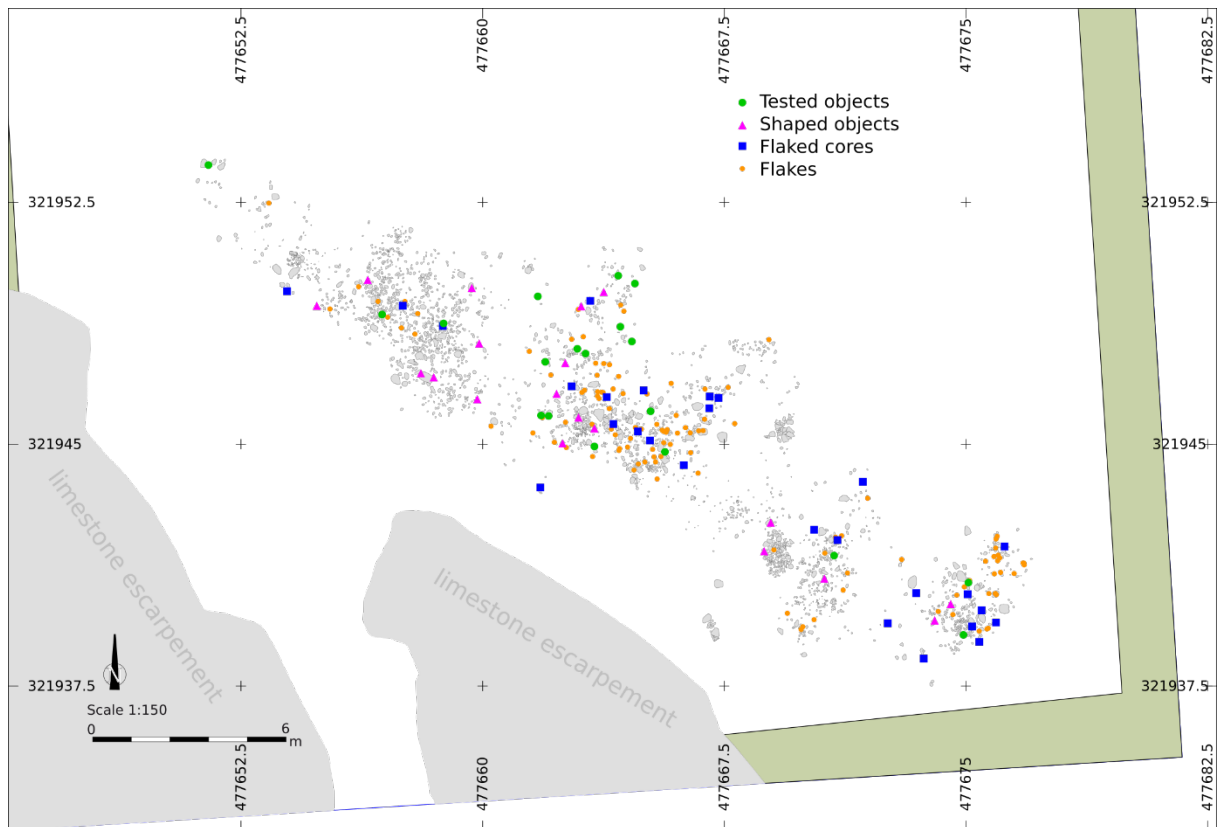 477652.5
477660
477667.5
477675
477682.5
Tested objects
Shaped objects
Flaked cores
Flakes
321952.5
321952.5
321945
321945
limestone escarpment
limestone escarpment
N
321937.5
321937.5
Scale 1:150
0 6
m
477652.5
477660
477667.5
477675
477682.5